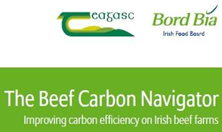 teagasc
Bord Bia
Irish Food Board
The Beef Carbon Navigator
Improving carbon efficiency on Irish beef farms